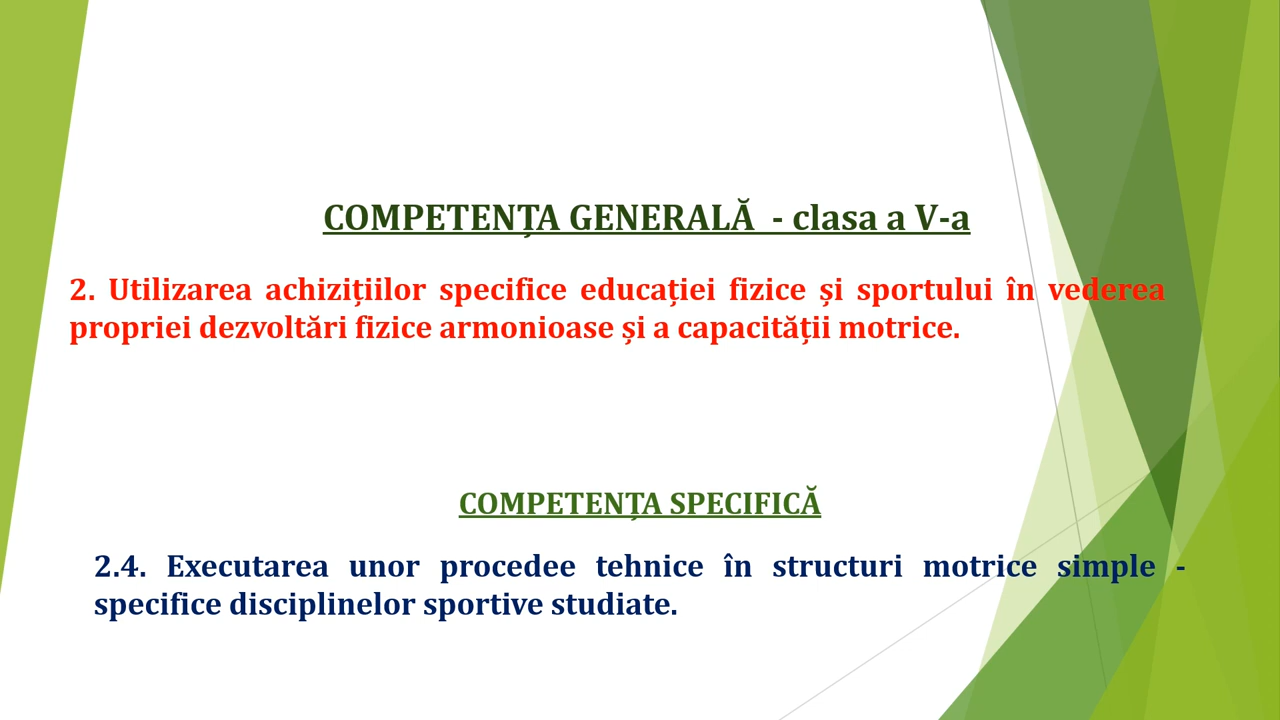 COMPETENȚA GENERALĂ - clasa a V-a
2. Utilizarea achizițiilor specifice educației fizice și sportului în vederea
propriei dezvoltări fizice armonioase și a capacității motrice.
COMPETENȚA SPECIFICĂ
2.4. Executarea unor procedee tehnice în structuri motrice simple -
specifice disciplinelor sportive studiate.